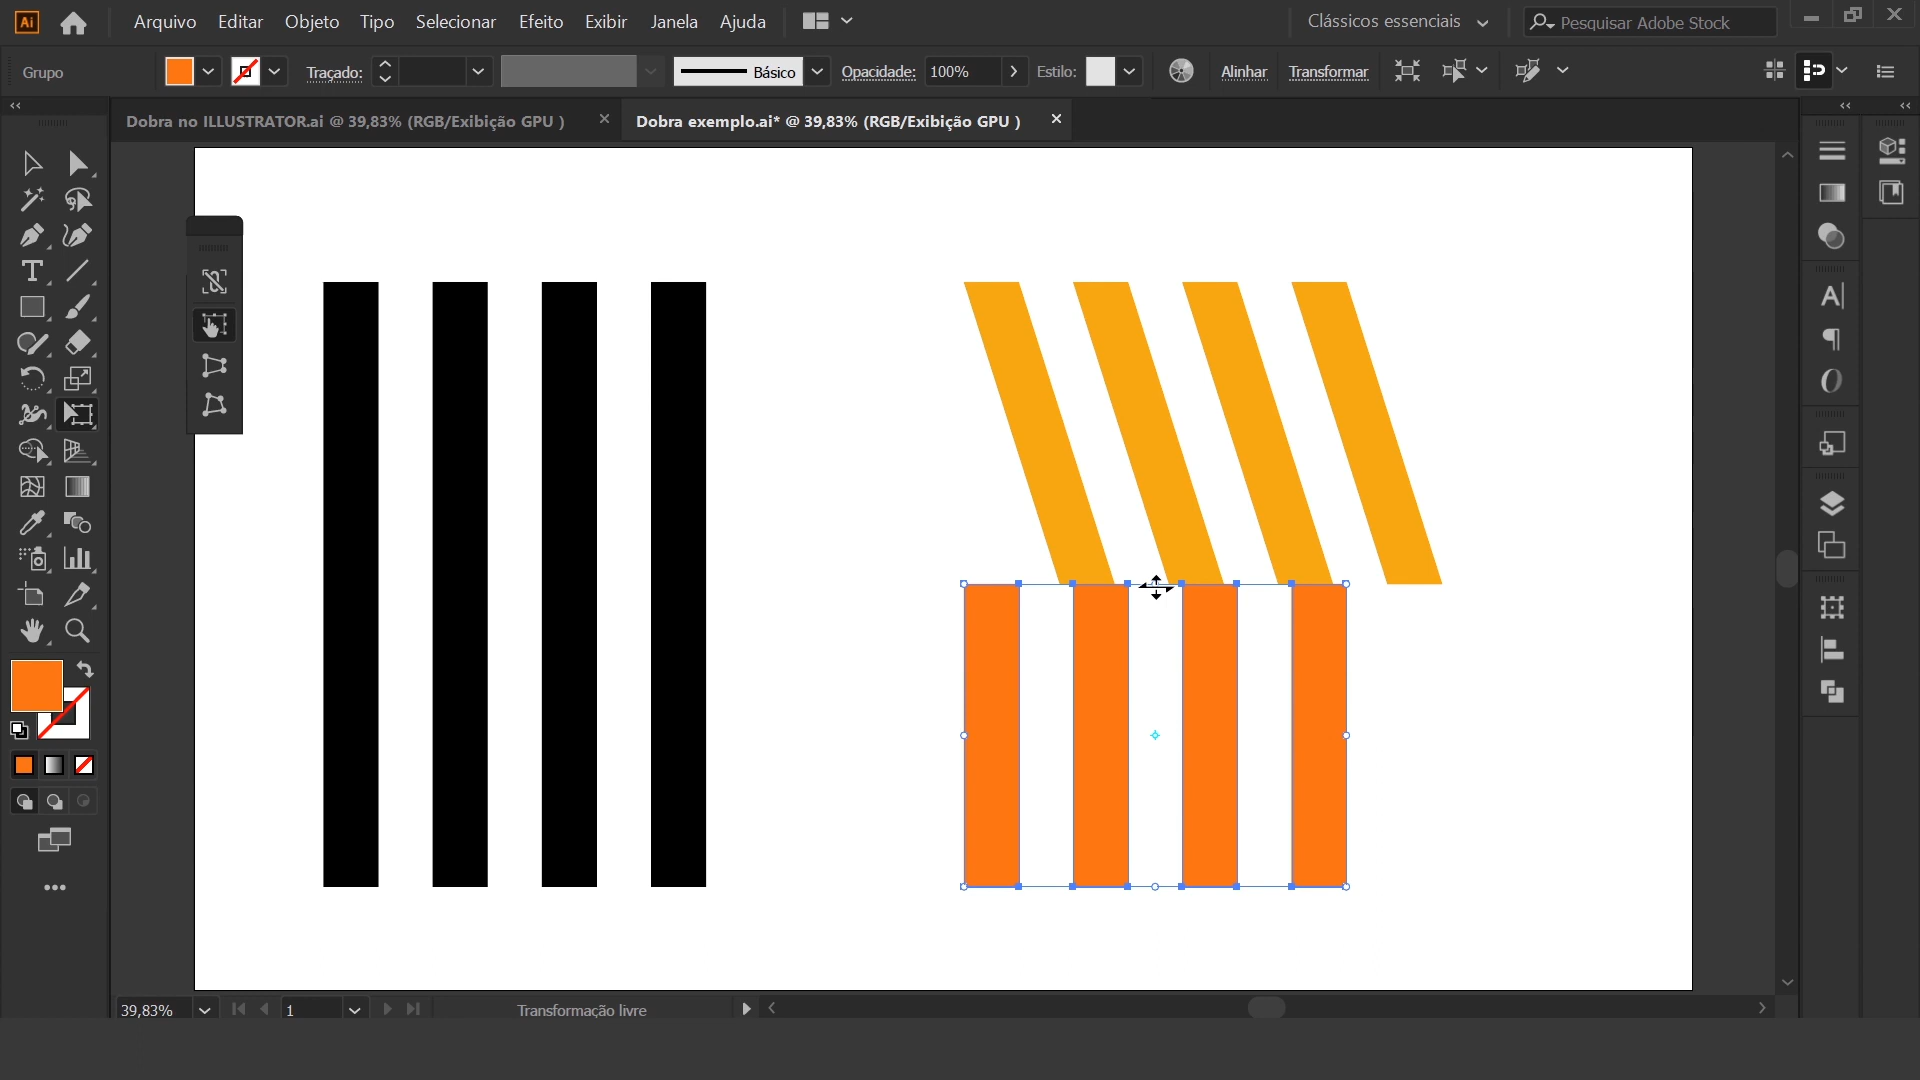 Ai Arquivo Editar Objeto Tipo Selecionar Efeito Exibir Janela Ajuda Clássicos essenciais Pesquisar Adobe Stock
Grupo Traçado: Básico Opacidade: 100% Estilo: Alinhar Transformar
Dobra no ILLUSTRATOR.ai @ 39,83% (RGB/Exibição GPU ) × Dobra exemplo.ai* @ 39,83% (RGB/Exibição GPU ) ×
39,83% 1 Transformação livre